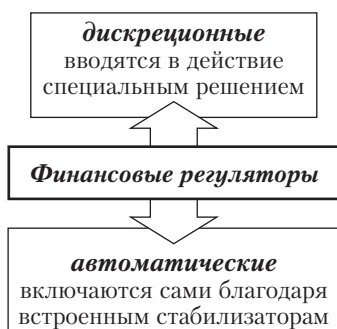 дискреционные
вводятся в действие
специальным решением
Финансовые регуляторы
автоматические
включаются сами благодаря
встроенным стабилизаторам